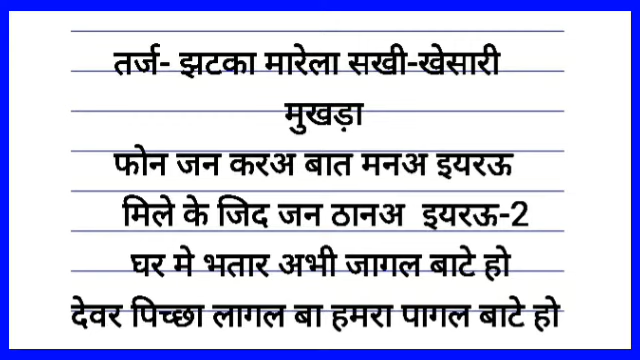 तर्ज- झटका मारेला सखी-खेसारी
मुखड़ा
फोन जन करअ बात मनअ इयरऊ
मिले के जिद जन ठानअ इयरऊ-2
घर मे भतार अभी जागल बाटे हो
देवर पिच्छा लागल बा हमरा पागल बाटे हो